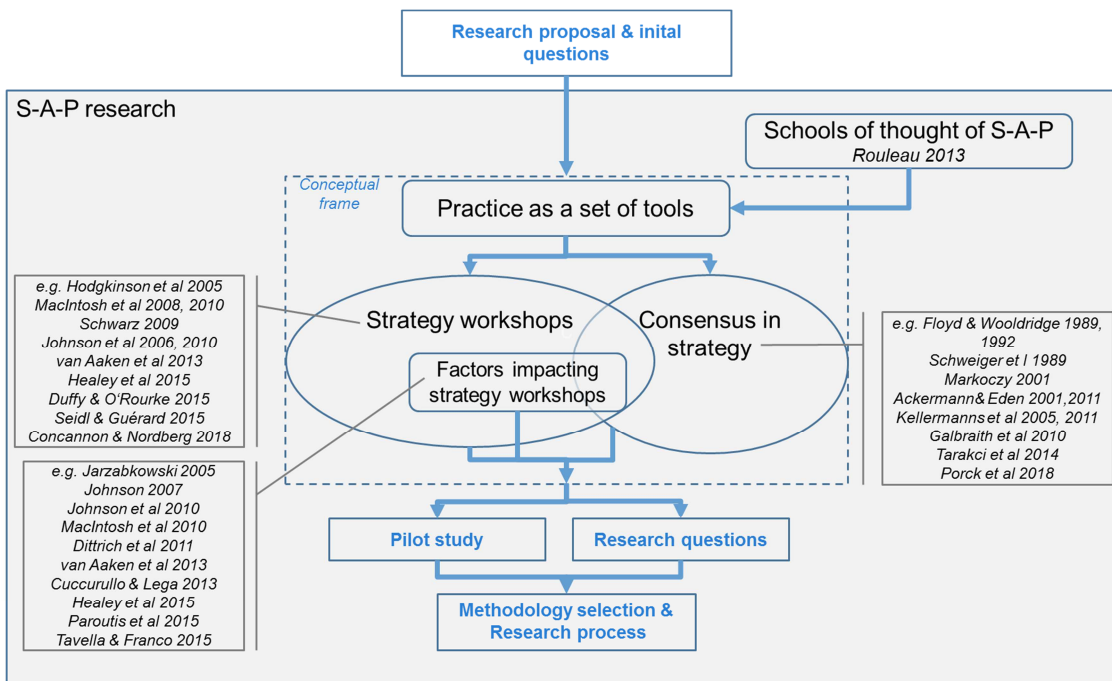 Research proposal & inital
questions
S-A-P research
Schools of thought of S-A-P
Rouleau 2013
Conceptual
frame
Practice as a set of tools
e.g. Hodgkinson et al 2005
MacIntosh et al 2008, 2010
Schwarz 2009
Johnson et al 2006, 2010
van Aaken et al 2013
Healey et al 2015
Duffy & O'Rourke 2015
Seidl & Guérard 2015
Concannon & Nordberg 2018
Strategy workshops
Consensus in
strategy
Factors impacting
strategy workshops
e.g. Floyd & Wooldridge 1989,
1992
Schweiger et l 1989
Markoczy 2001
Ackermann& Eden 2001,2011
Kellermanns et al 2005, 2011
Galbraith et al 2010
Tarakci et al 2014
Porck et al 2018
e.g. Jarzabkowski 2005
Johnson 2007
Johnson et al 2010
MacIntosh et al 2010
Dittrich et al 2011
van Aaken et al 2013
Cuccurullo & Lega 2013
Healey et al 2015
Paroutis et al 2015
Tavella & Franco 2015
Pilot study
Research questions
Methodology selection &
Research process